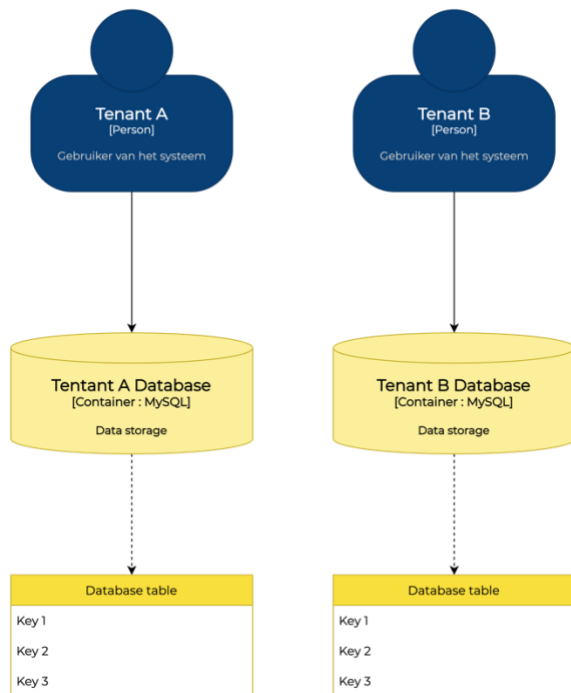 Tenant A
[Person]
Gebruiker van het systeem
Tenant B
[Person]
Gebruiker van het systeem
Tentant A Database
[Container : MySQL]
Data storage
Tenant B Database
[Container : MySQL]
Data storage
Database table
Key 1
Key 2
Key 3
Database table
Key 1
Key 2
Key 3